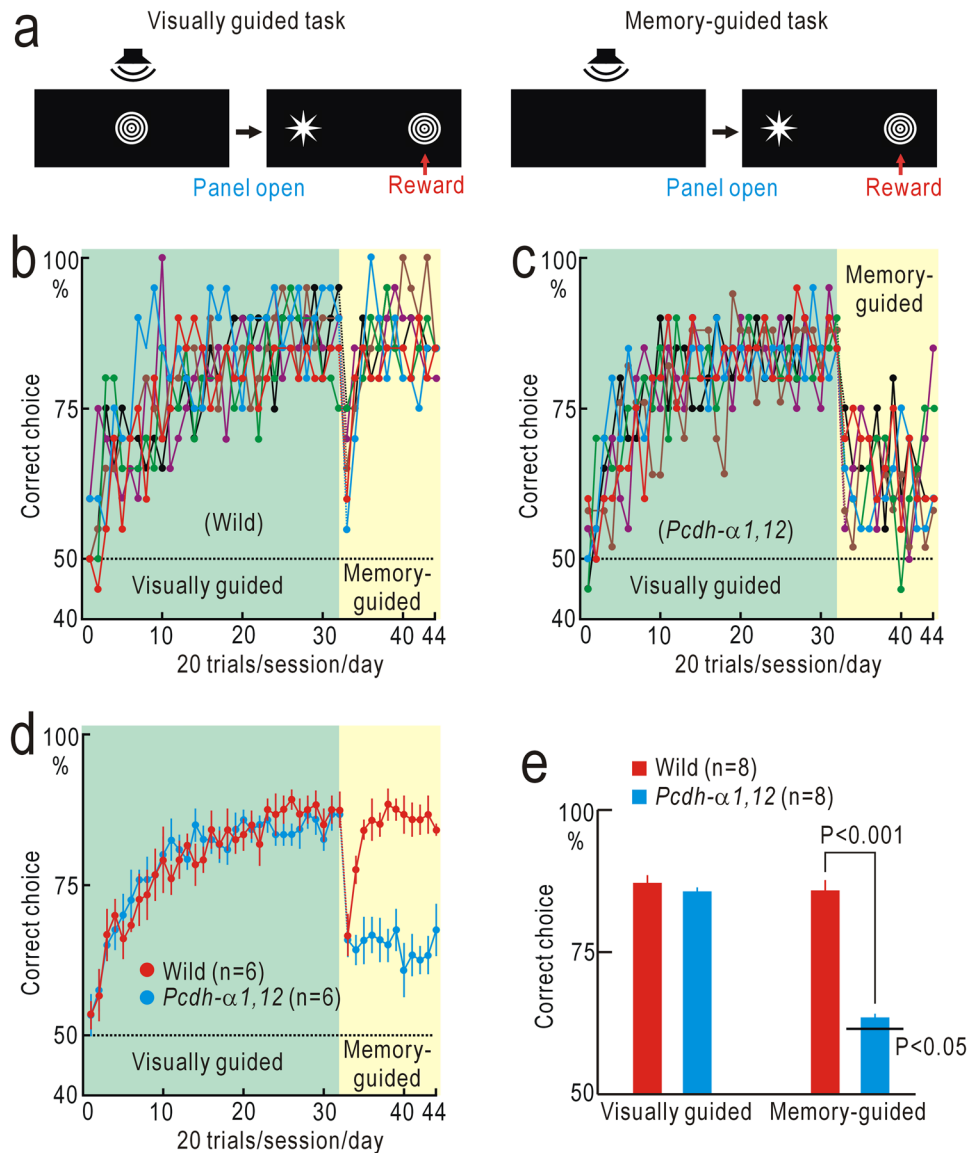 a
Visually guided task
Memory-guided task
Panel open
Reward
Panel open
Reward
b
100
%
75
50
40
Correct choice
(Wild)
Visually guided
Memory-
guided
0 10 20 30 40 44
20 trials/session/day
c
100
%
75
50
40
Correct choice
Memory-
guided
(Pcdh-α1,12)
Visually guided
0 10 20 30 40 44
20 trials/session/day
d
100
%
75
50
40
Correct choice
Wild (n=6)
Pcdh-α1,12 (n=6)
Visually guided
Memory-
guided
0 10 20 30 40 44
20 trials/session/day
e
Wild (n=8)
Pcdh-α1,12 (n=8)
100
%
75
50
Correct choice
P<0.001
P<0.05
Visually guided
Memory-guided